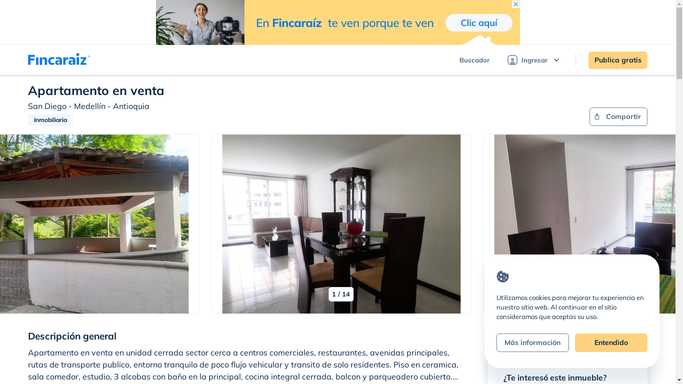 En Fincaraíz te ven porque te ven
Clic aquí
Fincaraiz
Buscador
Ingresar
Publica gratis
Apartamento en venta
San Diego - Medellín - Antioquia
Inmobiliaria
Compartir
1 / 14
Utilizamos cookies para mejorar tu experiencia en
nuestro sitio web. Al continuar en el sitio
consideramos que aceptas su uso.
Más información
Entendido
Descripción general
Apartamento en venta en unidad cerrada sector cerca a centros comerciales, restaurantes, avenidas principales,
rutas de transporte publico, entorno tranquila de poco flujo vehicular y transito de solo residentes. Piso en ceramica,
sala comedor, estudio, 3 alcobas con baño en la principal, cocina integral cerrada, balcon y parqueadero cubierto....
¿Te interesó este inmueble?